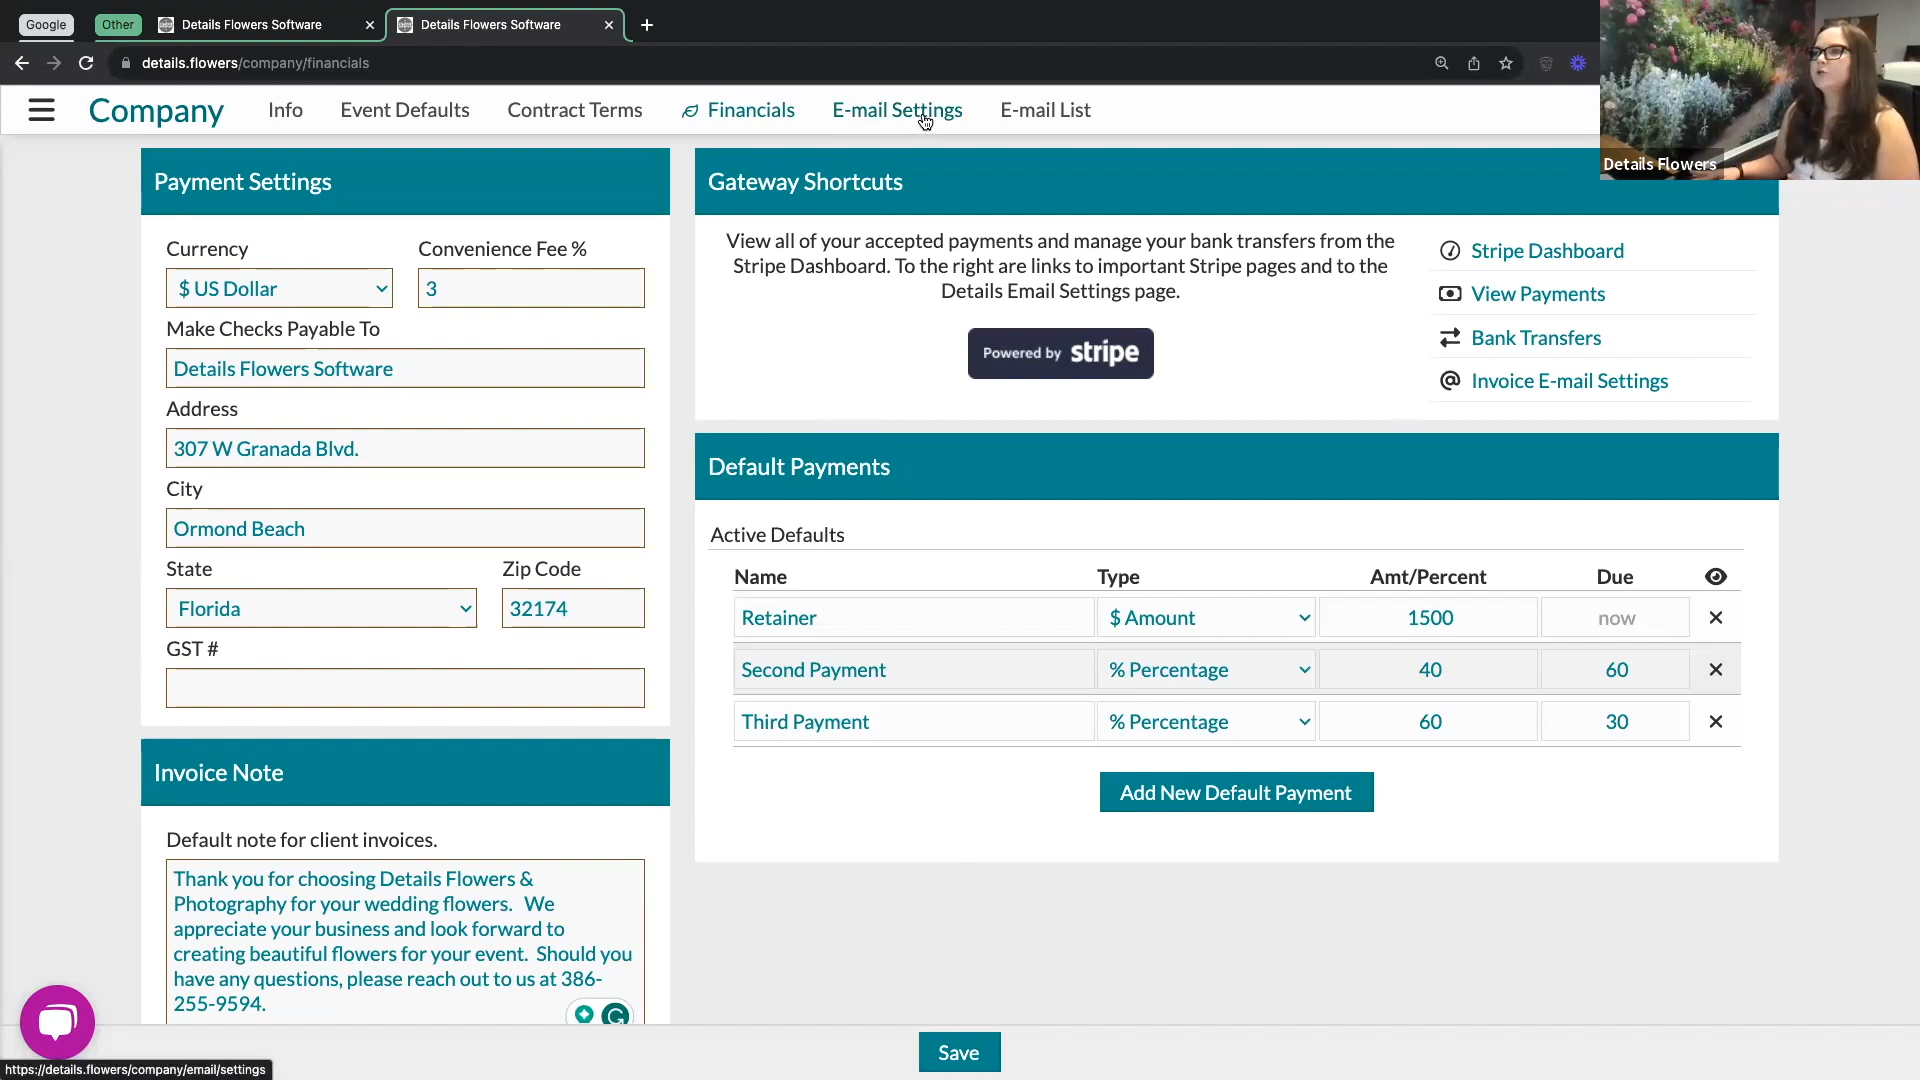 Google
Other
Details Flowers Software
Details Flowers Software
details.flowers/company/financials
Company
Info
Event Defaults
Contract Terms
Financials
E-mail Settings
E-mail List
Details Flowers
Payment Settings
Currency
Convenience Fee %
$ US Dollar
3
Make Checks Payable To
Details Flowers Software
Address
307 W Granada Blvd.
City
Ormond Beach
State
Zip Code
Florida
32174
GST #
Invoice Note
Default note for client invoices.
Thank you for choosing Details Flowers &
Photography for your wedding flowers. We
appreciate your business and look forward to
creating beautiful flowers for your event. Should you
have any questions, please reach out to us at 386-
255-9594.
Gateway Shortcuts
View all of your accepted payments and manage your bank transfers from the
Stripe Dashboard. To the right are links to important Stripe pages and to the
Details Email Settings page.
Powered by stripe
Stripe Dashboard
View Payments
Bank Transfers
Invoice E-mail Settings
Default Payments
Active Defaults
Name
Type
Amt/Percent
Due
Retainer
$ Amount
1500
now
Second Payment
% Percentage
40
60
Third Payment
% Percentage
60
30
Add New Default Payment
Save
https://details.flowers/company/email/settings